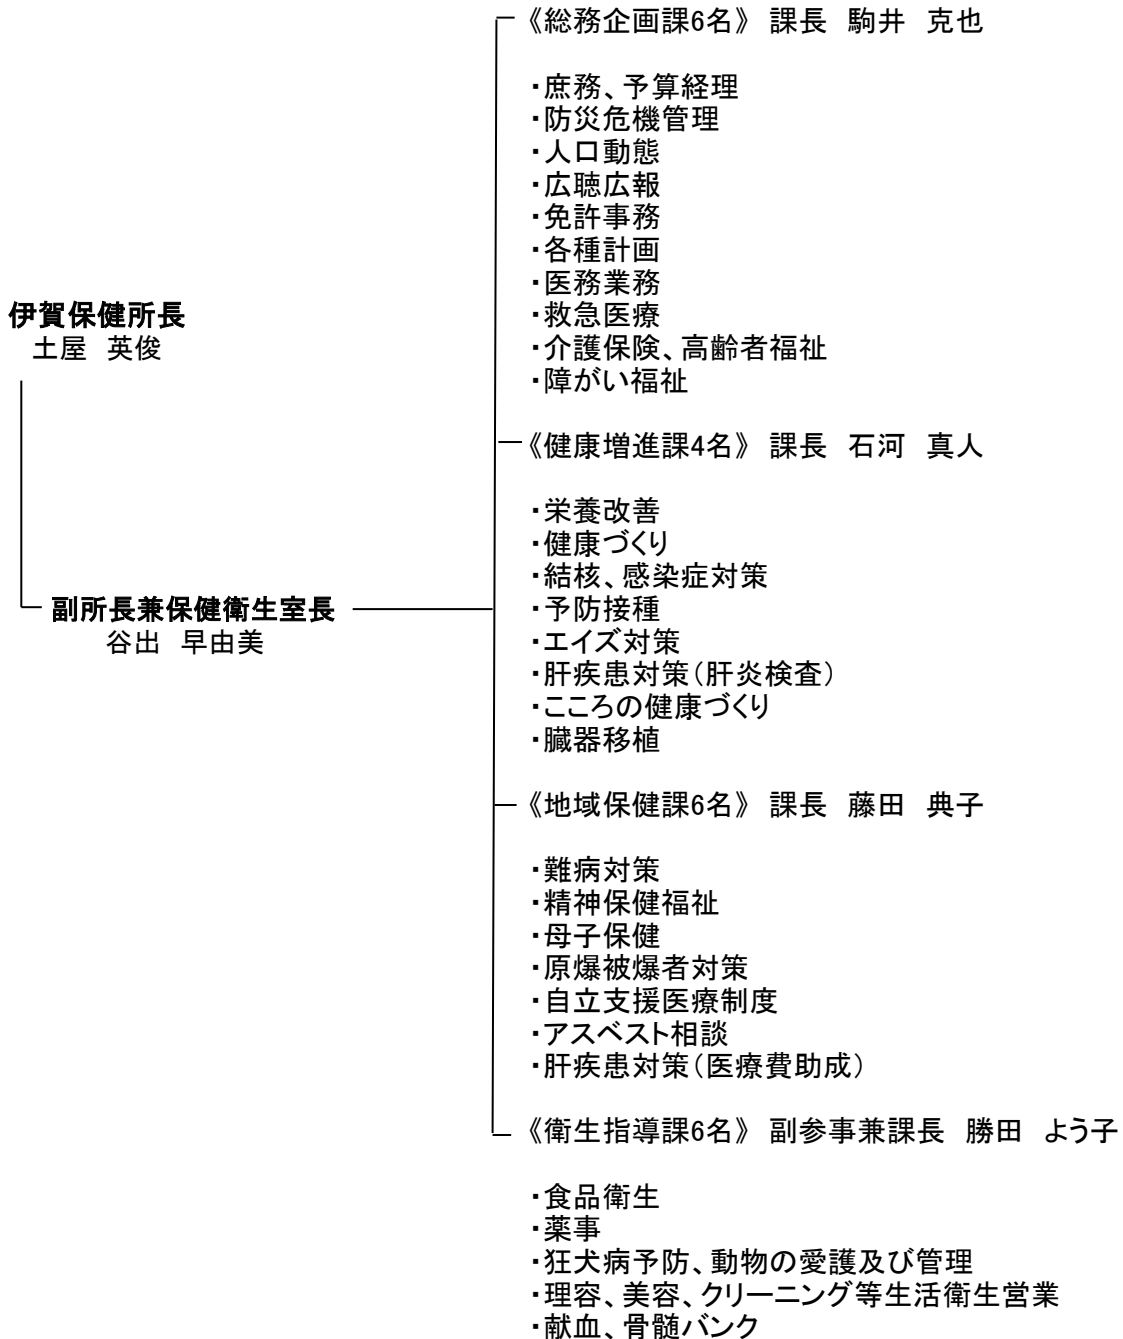 《総務企画課6名》 課長 駒井 克也
・庶務、予算経理
・防災危機管理
・人口動態
・広聴広報
・免許事務
・各種計画
・医務業務
・救急医療
・介護保険、高齢者福祉
・障がい福祉
伊賀保健所長
土屋 英俊
《健康増進課4名》 課長 石河 真人
・栄養改善
・健康づくり
・結核、感染症対策
・予防接種
・エイズ対策
・肝疾患対策(肝炎検査)
・こころの健康づくり
・臓器移植
副所長兼保健衛生室長
谷出 早由美
《地域保健課6名》 課長 藤田 典子
・難病対策
・精神保健福祉
・母子保健
・原爆被爆者対策
・自立支援医療制度
・アスベスト相談
・肝疾患対策(医療費助成)
《衛生指導課6名》 副参事兼課長 勝田 よう子
・食品衛生
・薬事
・狂犬病予防、動物の愛護及び管理
・理容、美容、クリーニング等生活衛生営業
・献血、骨髄バンク